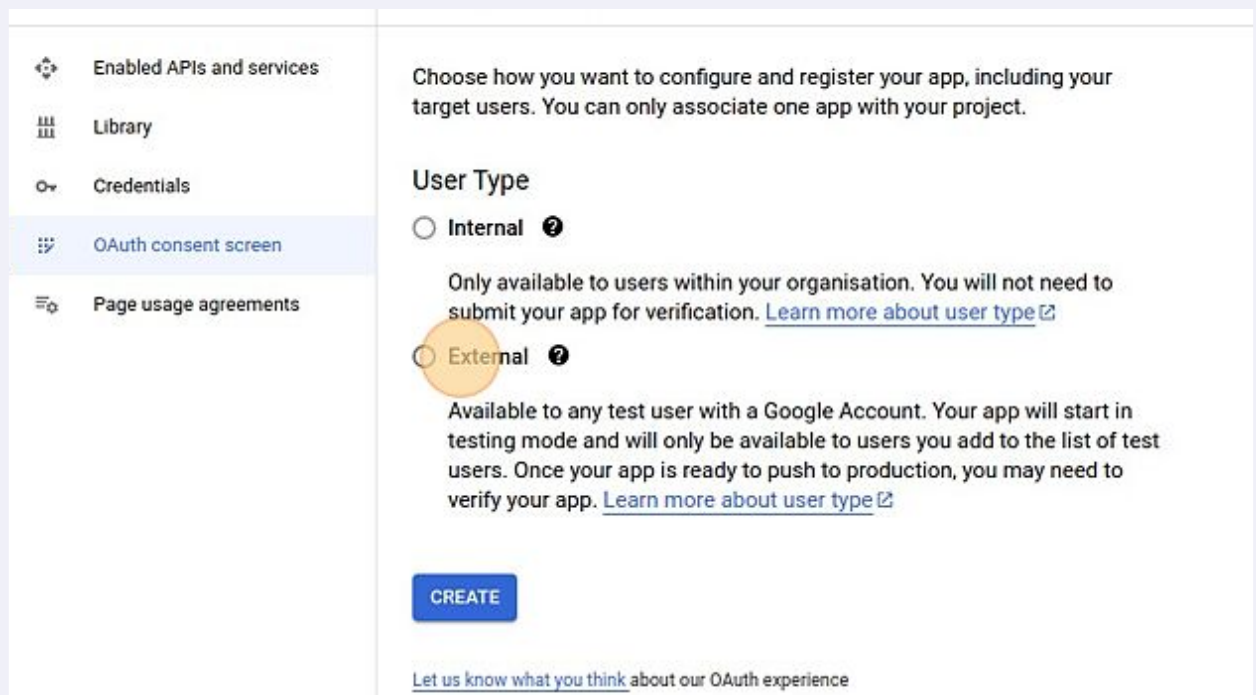 Enabled APIs and services
Library
Credentials
OAuth consent screen
Page usage agreements
Choose how you want to configure and register your app, including your
target users. You can only associate one app with your project.
User Type
Internal
Only available to users within your organisation. You will not need to
submit your app for verification. Learn more about user type
External
Available to any test user with a Google Account. Your app will start in
testing mode and will only be available to users you add to the list of test
users. Once your app is ready to push to production, you may need to
verify your app. Learn more about user type
CREATE
Let us know what you think about our OAuth experience